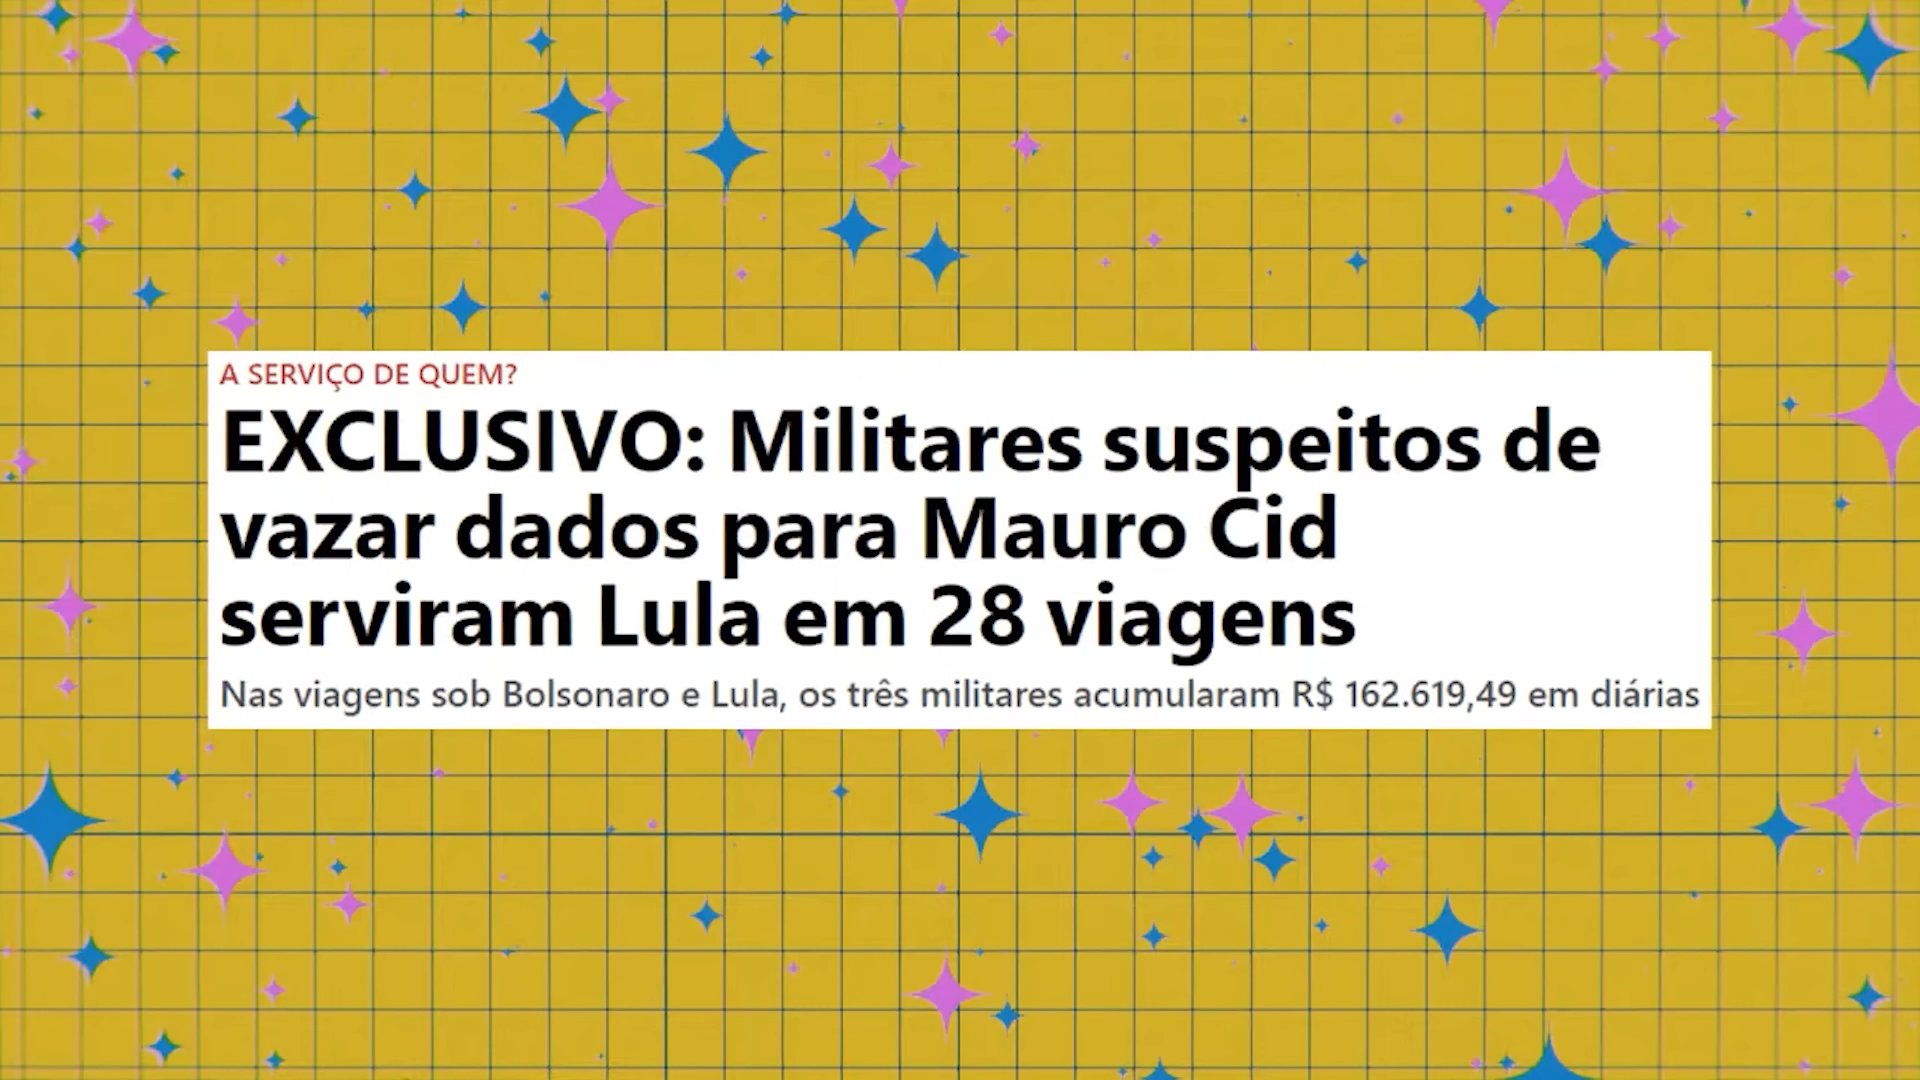 A SERVIÇO DE QUEM?
EXCLUSIVO: Militares suspeitos de
vazar dados para Mauro Cid
serviram Lula em 28 viagens
Nas viagens sob Bolsonaro e Lula, os três militares acumularam R$ 162.619,49 em diárias